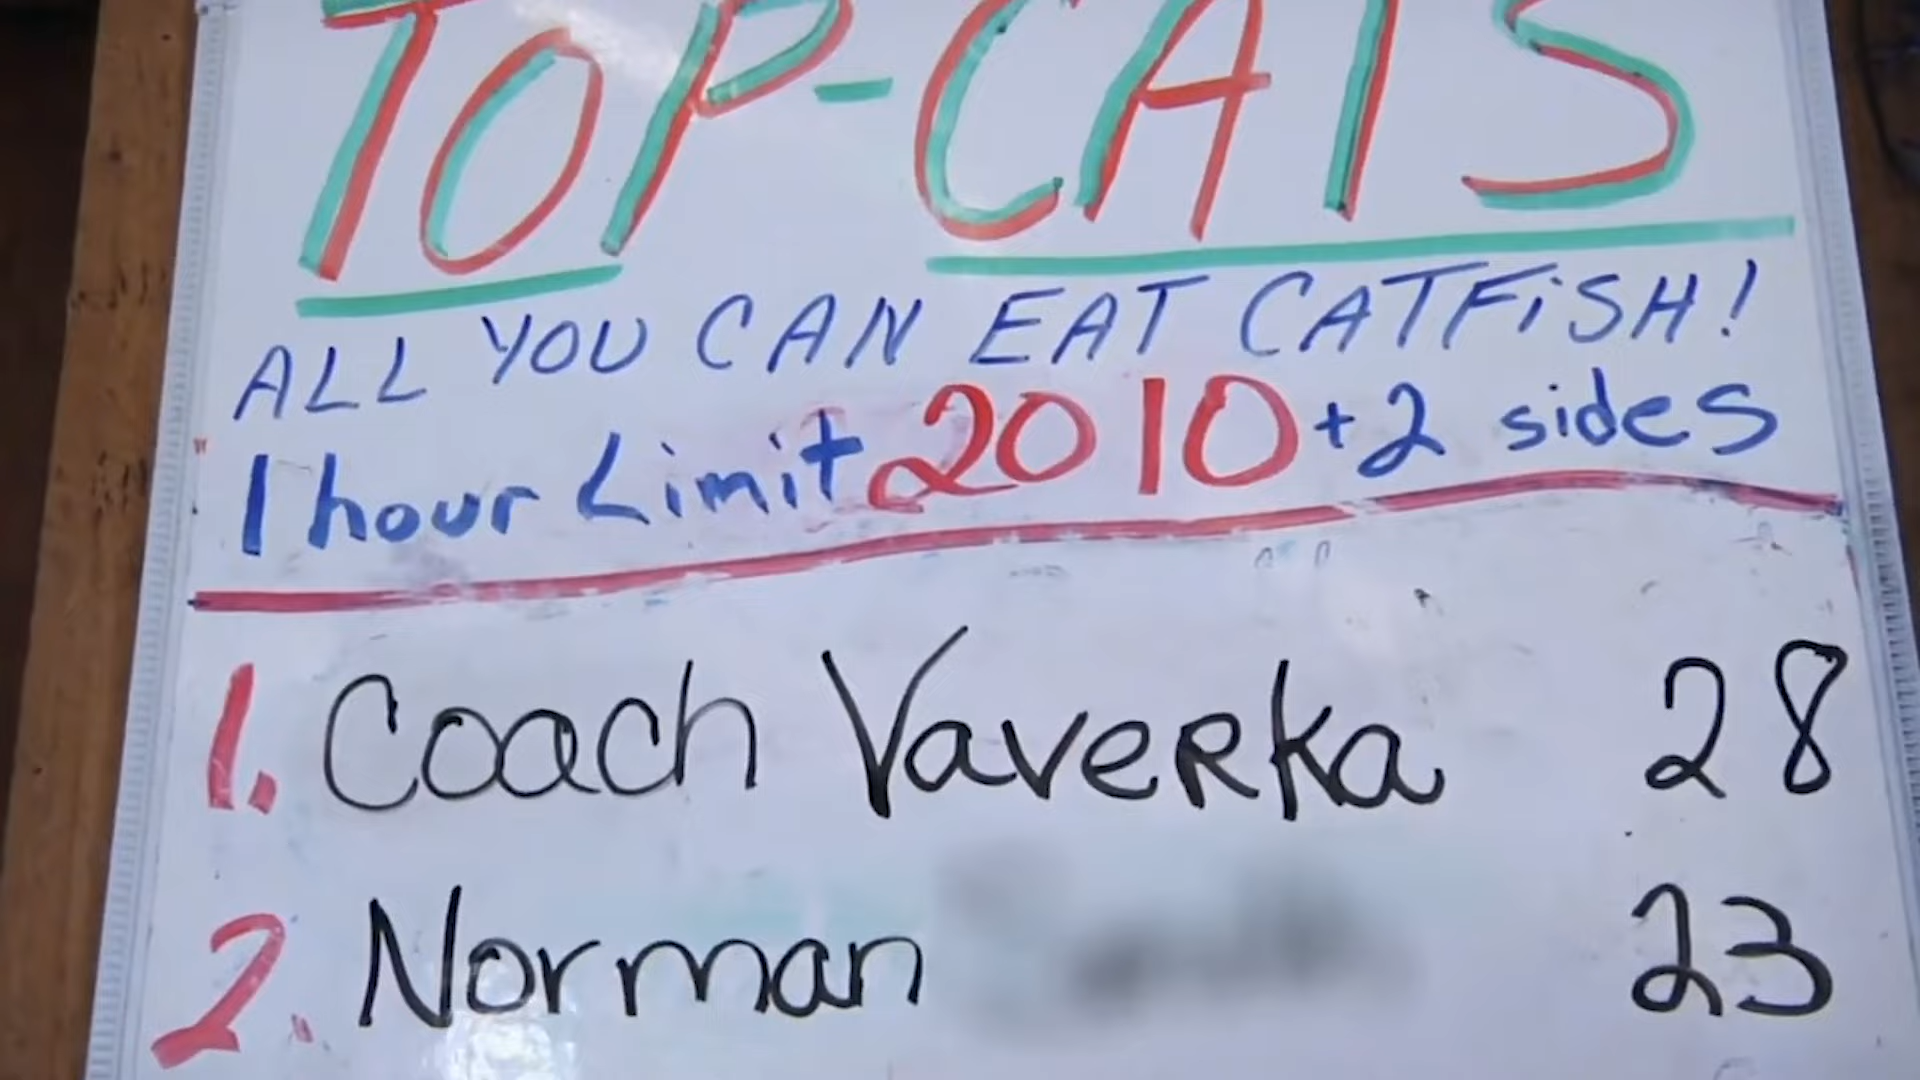 TOP-CATS
ALL YOU CAN EAT CATFiSH!
1 hour Limit 2010 + 2 sides
1. Coach Vaverka 28
2. Norman 23